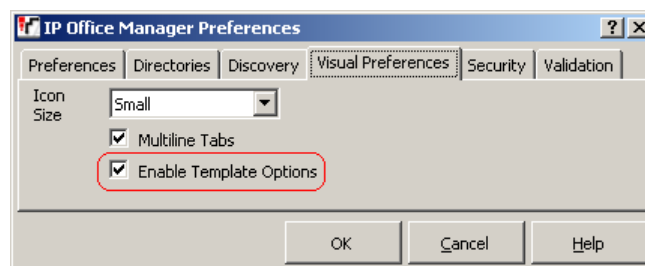 IP Office Manager Preferences
Preferences Directories Discovery Visual Preferences Security Validation
Icon Size Small
Multiline Tabs
Enable Template Options
OK Cancel Help